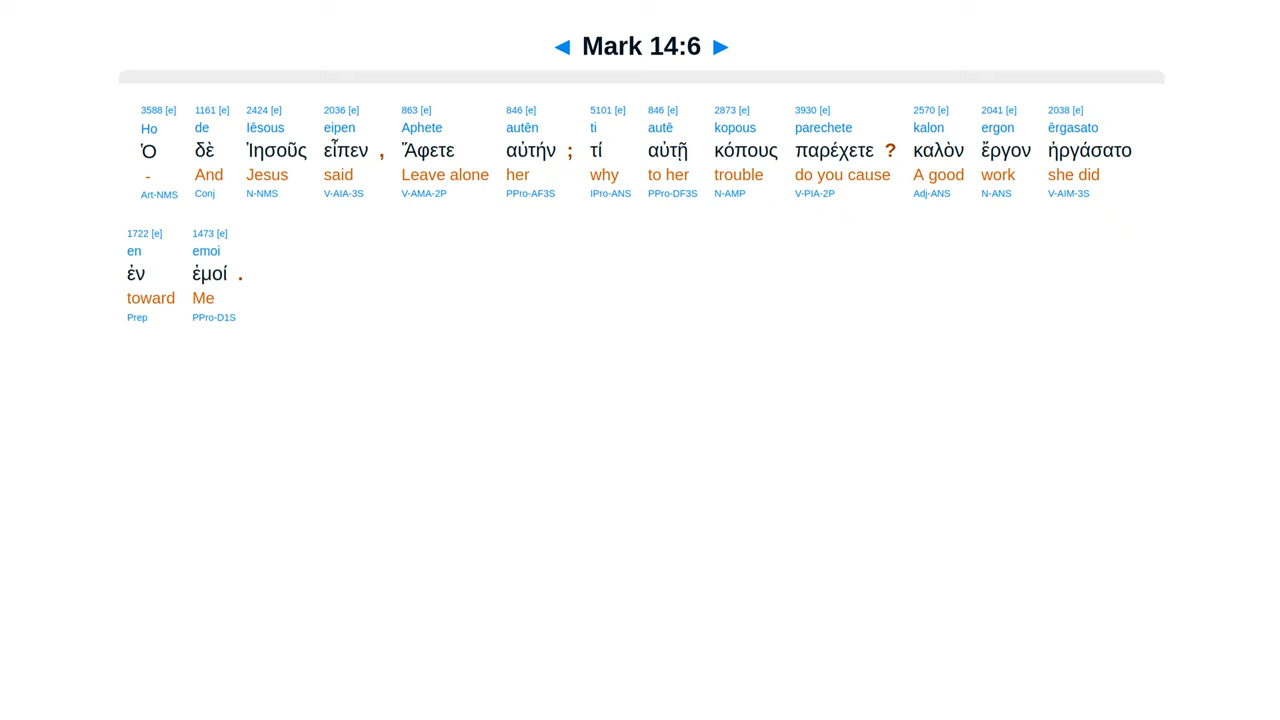 ◄ Mark 14:6 ►
3588 [e] 1161 [e] 2424 [e] 2036 [e] 863 [e] 846 [e] 5101 [e] 846 [e] 2873 [e] 3930 [e] 2570 [e] 2041 [e] 2038 [e]
Ho de Iēsous eipen Aphete autēn ti autē kopous parechete kalon ergon ērgasato
Ὁ δὲ Ἰησοῦς εἶπεν , Ἄφετε αὐτήν ; τί αὐτῇ κόπους παρέχετε ? καλὸν ἔργον ἠργάσατο
- And Jesus said Leave alone her why to her trouble do you cause A good work she did
Art-NMS Conj N-NMS V-AIA-3S V-AMA-2P PPro-AF3S IPro-ANS PPro-DF3S N-AMP V-PIA-2P Adj-ANS N-ANS V-AIM-3S
1722 [e] 1473 [e]
en emoi
ἐν ἐμοί .
toward Me
Prep PPro-D1S